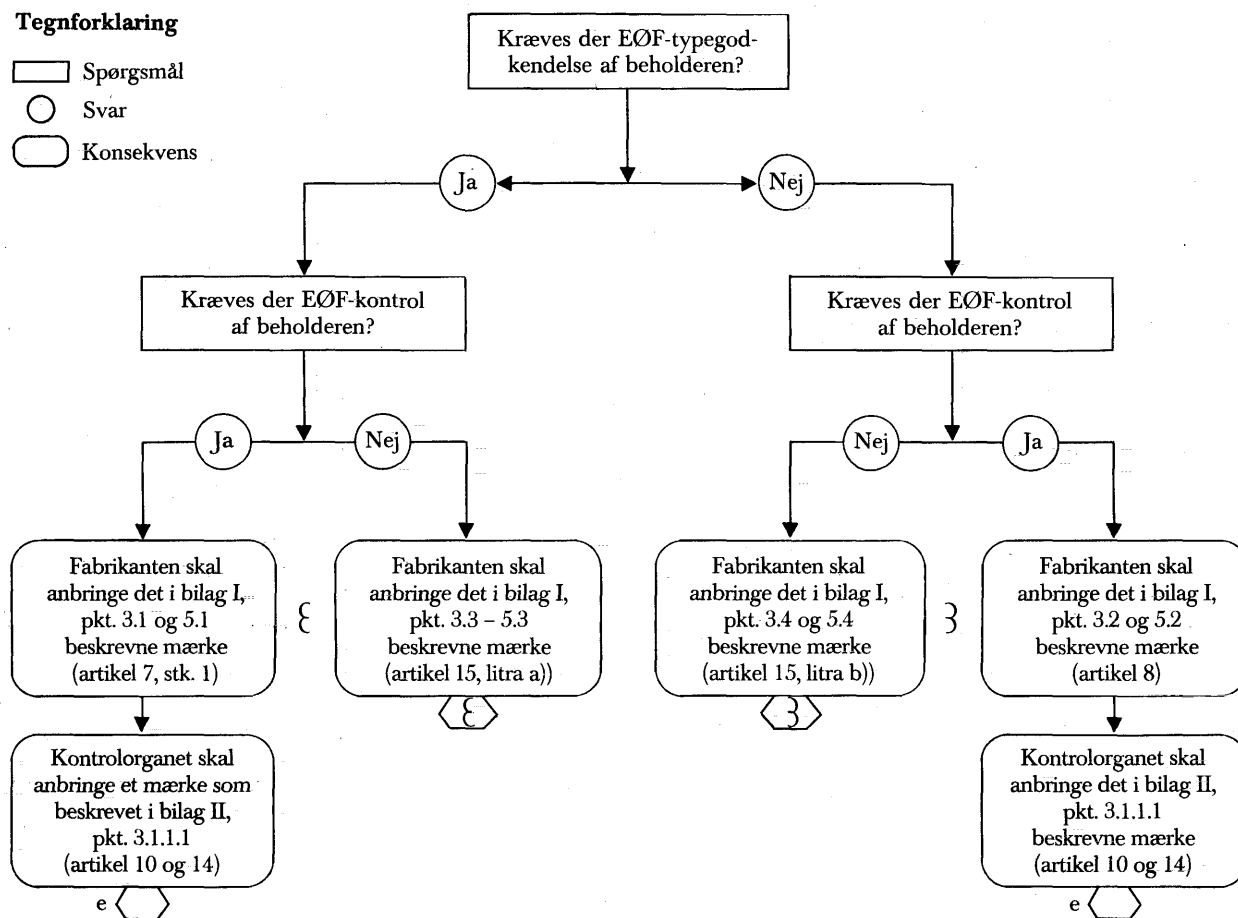 Tegnforklaring
Spørgsmål
Svar
Konsekvens
Kræves der EØF-typegod-
kendelse af beholderen?
Ja
Nej
Kræves der EØF-kontrol
af beholderen?
Kræves der EØF-kontrol
af beholderen?
Ja
Nej
Nej
Ja
Fabrikanten skal
anbringe det i bilag I,
pkt. 3.1 og 5.1
beskrevne mærke
(artikel 7, stk. 1)
Fabrikanten skal
anbringe det i bilag I,
pkt. 3.3 – 5.3
beskrevne mærke
(artikel 15, litra a))
Fabrikanten skal
anbringe det i bilag I,
pkt. 3.4 og 5.4
beskrevne mærke
(artikel 15, litra b))
Fabrikanten skal
anbringe det i bilag I,
pkt. 3.2 og 5.2
beskrevne mærke
(artikel 8)
Kontrolorganet skal
anbringe et mærke som
beskrevet i bilag II,
pkt. 3.1.1.1
(artikel 10 og 14)
e
Kontrolorganet skal
anbringe det i bilag II,
pkt. 3.1.1.1
beskrevne mærke
(artikel 10 og 14)
e